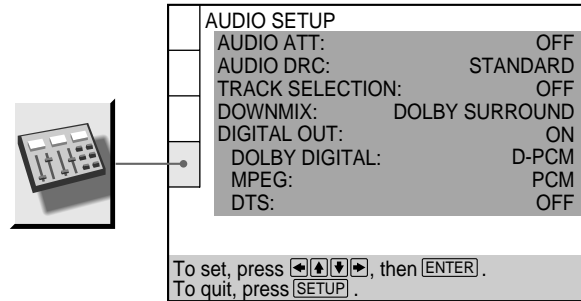 AUDIO SETUP
AUDIO ATT: OFF
AUDIO DRC: STANDARD
TRACK SELECTION: OFF
DOWNMIX: DOLBY SURROUND
DIGITAL OUT: ON
DOLBY DIGITAL: D-PCM
MPEG: PCM
DTS: OFF
To set, press ←↑↓→, then ENTER.
To quit, press SETUP.